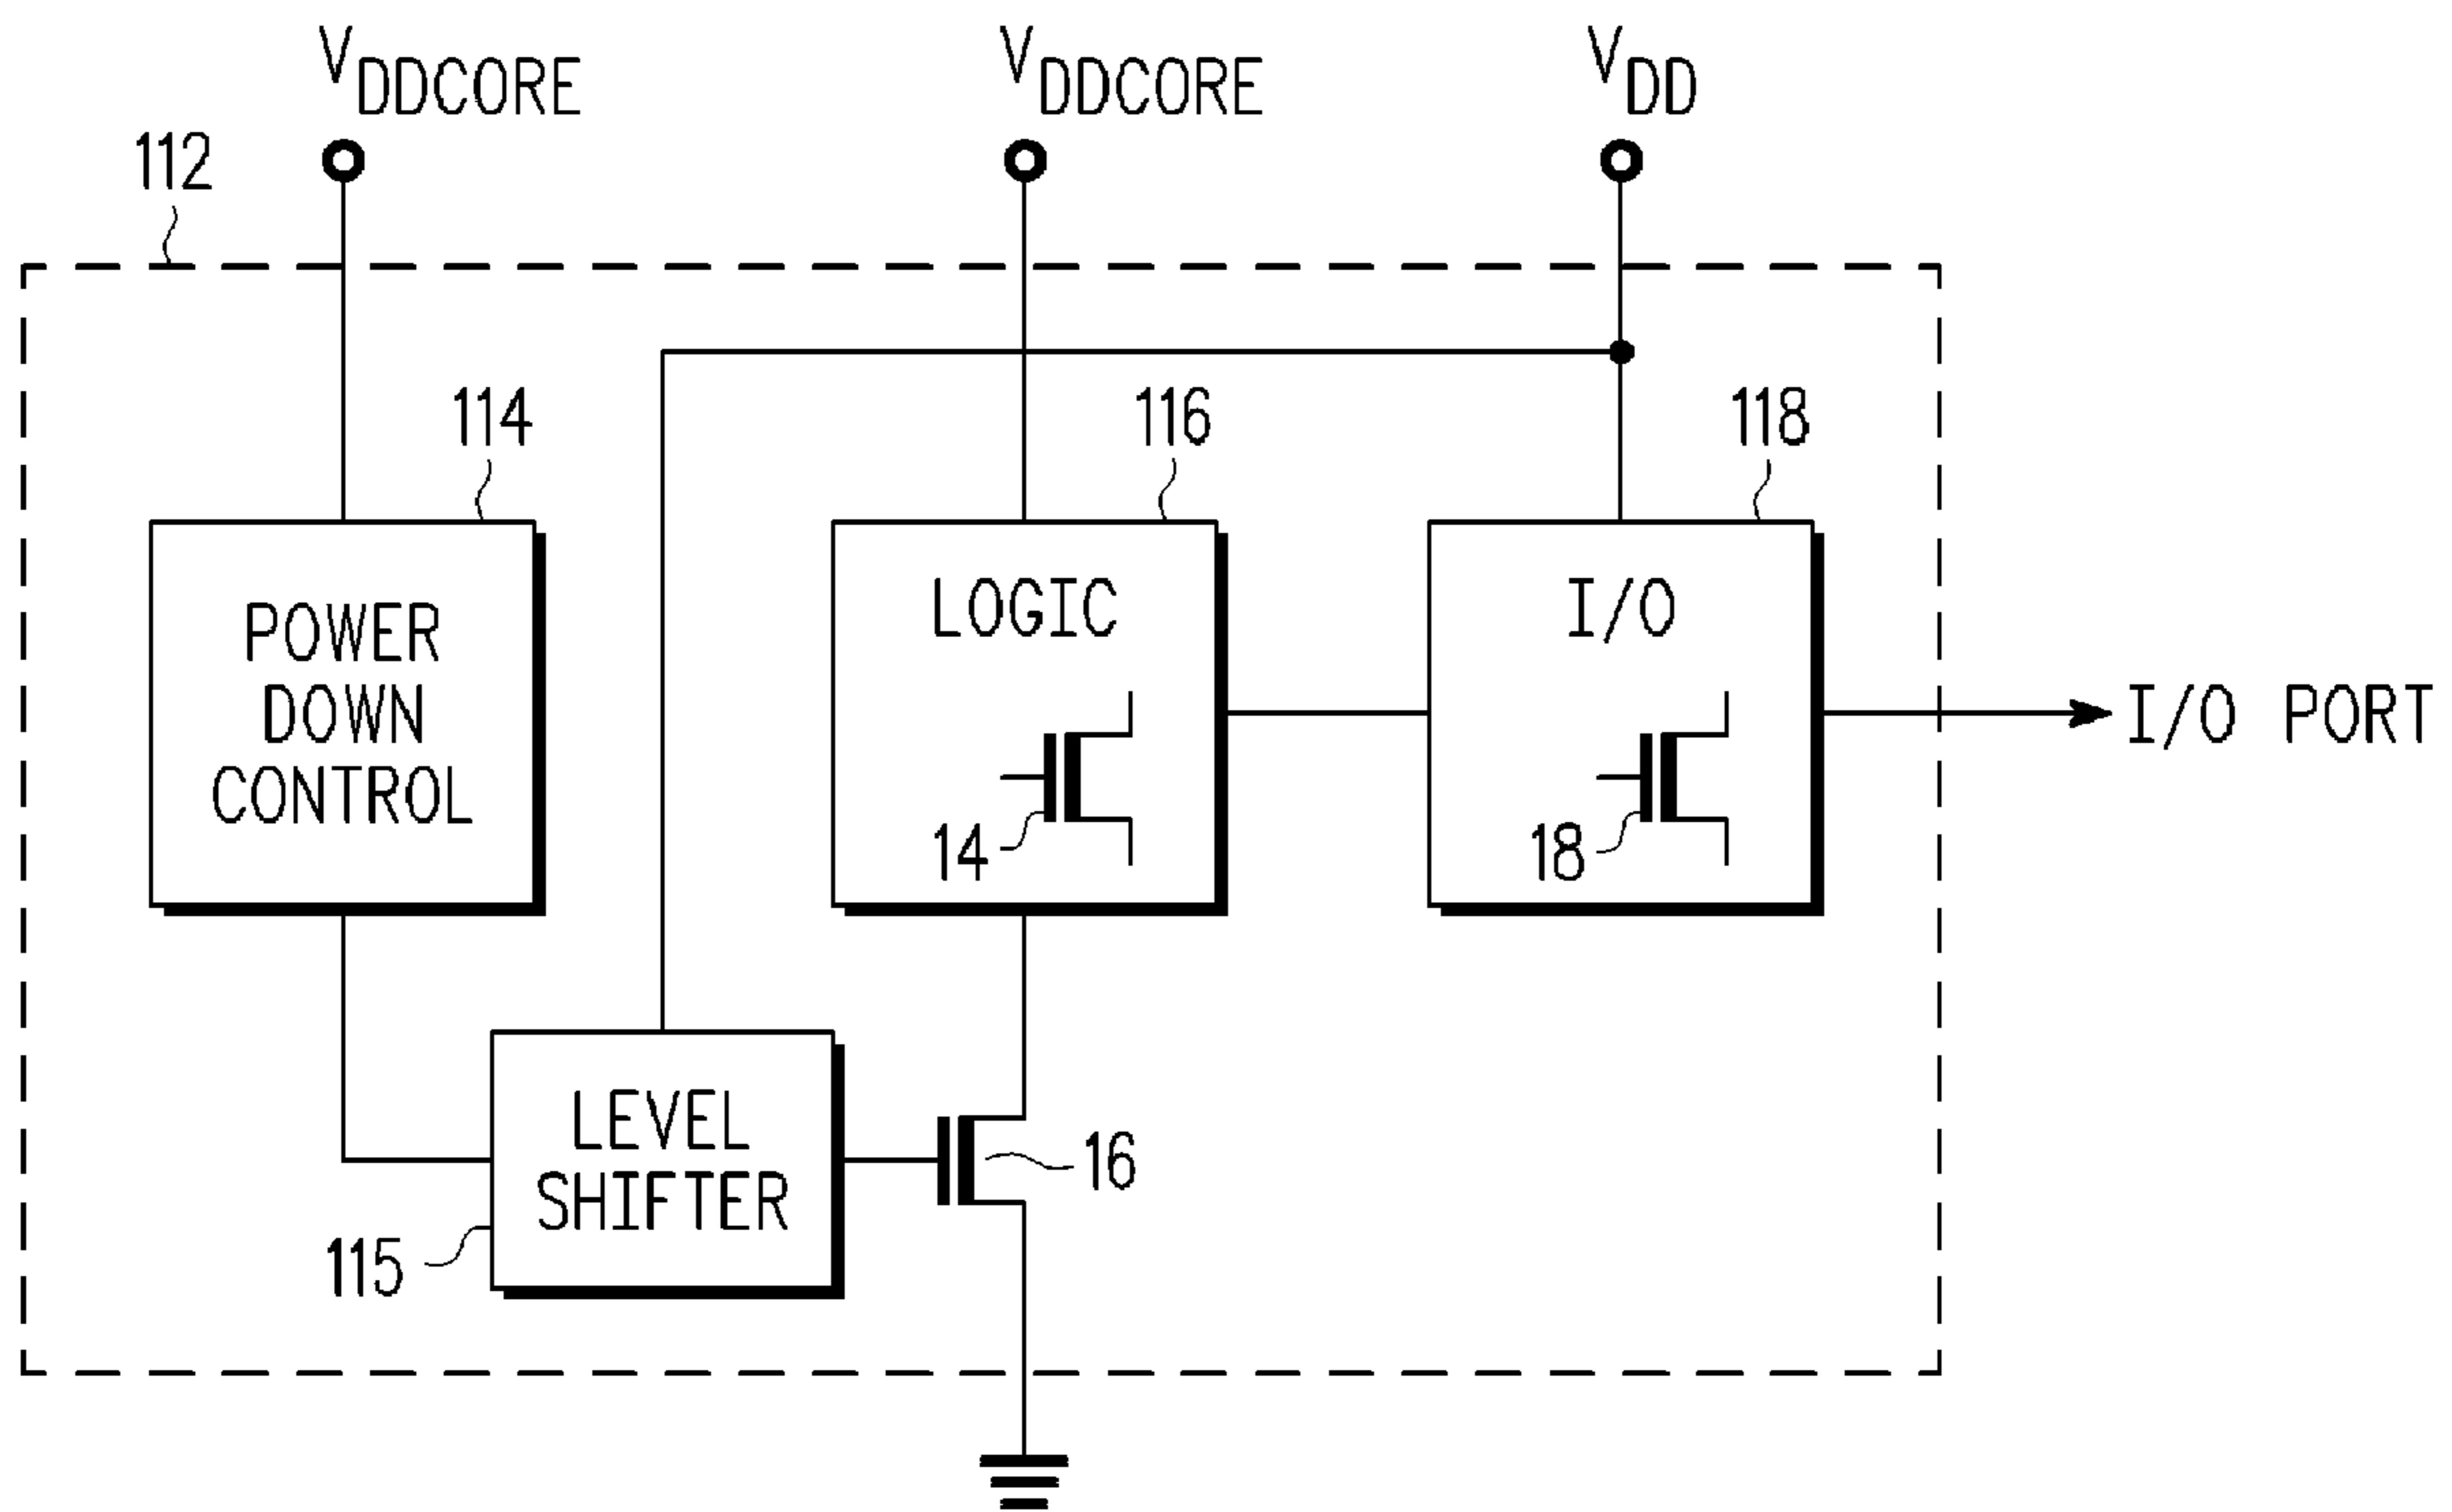 VDDCORE
VDDCORE
VDD
112
114
116
118
POWER
DOWN
CONTROL
LOGIC
I/O
I/O PORT
14
18
LEVEL
SHIFTER
16
115